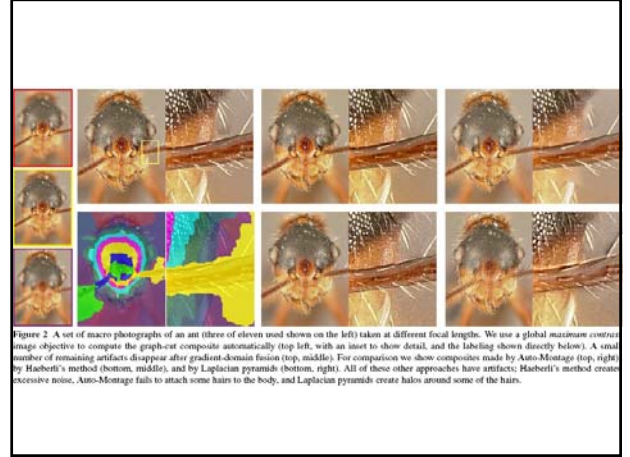 Figure 2 A set of macro photographs of an ant (three of eleven used shown on the left) taken at different focal lengths. We use a global maximum contras
image objective to compute the graph-cut composite automatically (top left, with an inset to show detail, and the labeling shown directly below). A smal
number of remaining artifacts disappear after gradient-domain fusion (top, middle). For comparison we show composites made by Auto-Montage (top, right)
by Haeberli's method (bottom, middle), and by Laplacian pyramids (bottom, right). All of these other approaches have artifacts; Haeberli's method create
excessive noise, Auto-Montage fails to attach some hairs to the body, and Laplacian pyramids create halos around some of the hairs.